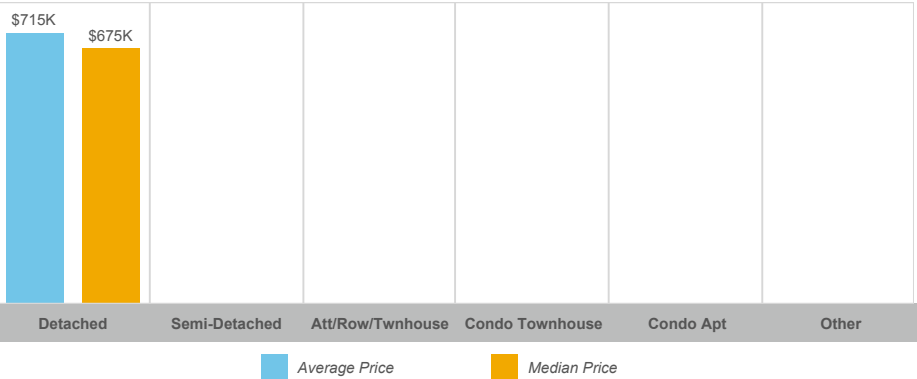 $715K
$675K
Detached Semi-Detached Att/Row/Twnhouse Condo Townhouse Condo Apt Other
Average Price Median Price